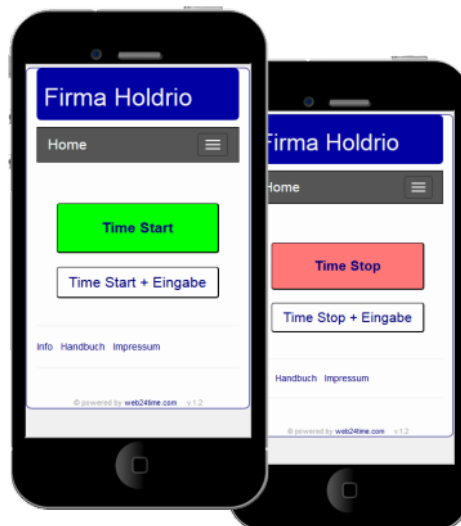 Firma Holdrio
Home
Time Start
Time Start + Eingabe
Info Handbuch Impressum
© powered by web24time.com v.1.2
Firma Holdrio
Home
Time Stop
Time Stop + Eingabe
Handbuch Impressum
© powered by web24time.com v.1.2